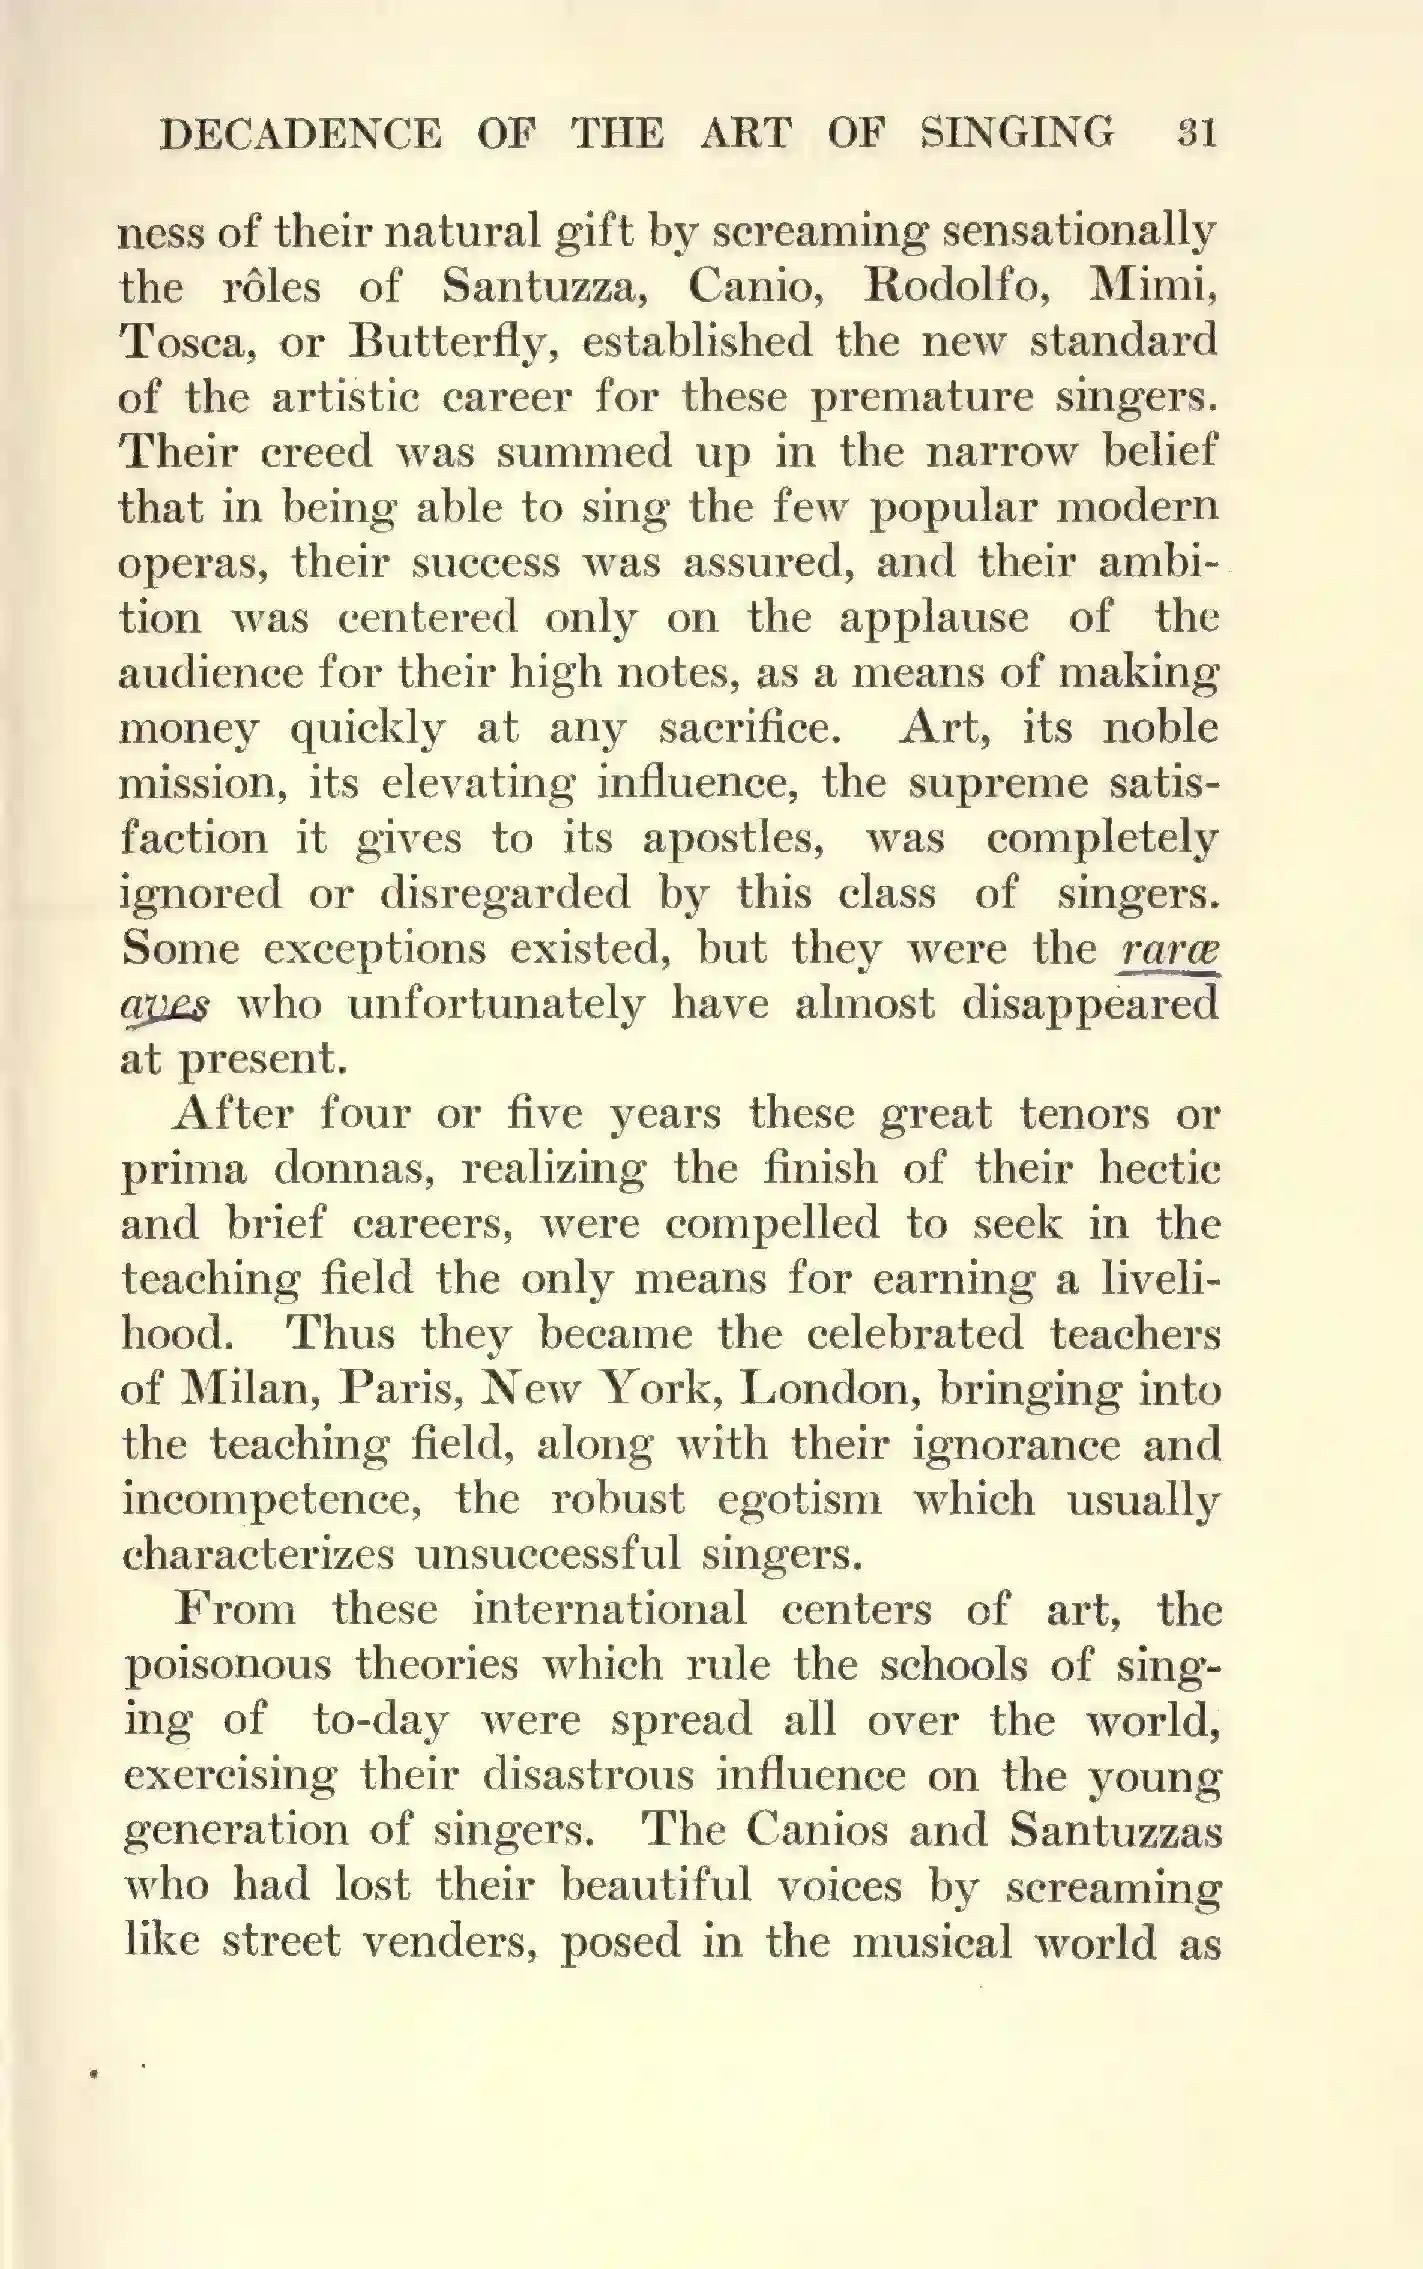 DECADENCE OF THE ART OF SINGING 31
ness of their natural gift by screaming sensationally
the rôles of Santuzza, Canio, Rodolfo, Mimi,
Tosca, or Butterfly, established the new standard
of the artistic career for these premature singers.
Their creed was summed up in the narrow belief
that in being able to sing the few popular modern
operas, their success was assured, and their ambi-
tion was centered only on the applause of the
audience for their high notes, as a means of making
money quickly at any sacrifice. Art, its noble
mission, its elevating influence, the supreme satis-
faction it gives to its apostles, was completely
ignored or disregarded by this class of singers.
Some exceptions existed, but they were the raræ
aves who unfortunately have almost disappeared
at present.
After four or five years these great tenors or
prima donnas, realizing the finish of their hectic
and brief careers, were compelled to seek in the
teaching field the only means for earning a liveli-
hood. Thus they became the celebrated teachers
of Milan, Paris, New York, London, bringing into
the teaching field, along with their ignorance and
incompetence, the robust egotism which usually
characterizes unsuccessful singers.
From these international centers of art, the
poisonous theories which rule the schools of sing-
ing of to-day were spread all over the world,
exercising their disastrous influence on the young
generation of singers. The Canios and Santuzzas
who had lost their beautiful voices by screaming
like street venders, posed in the musical world as